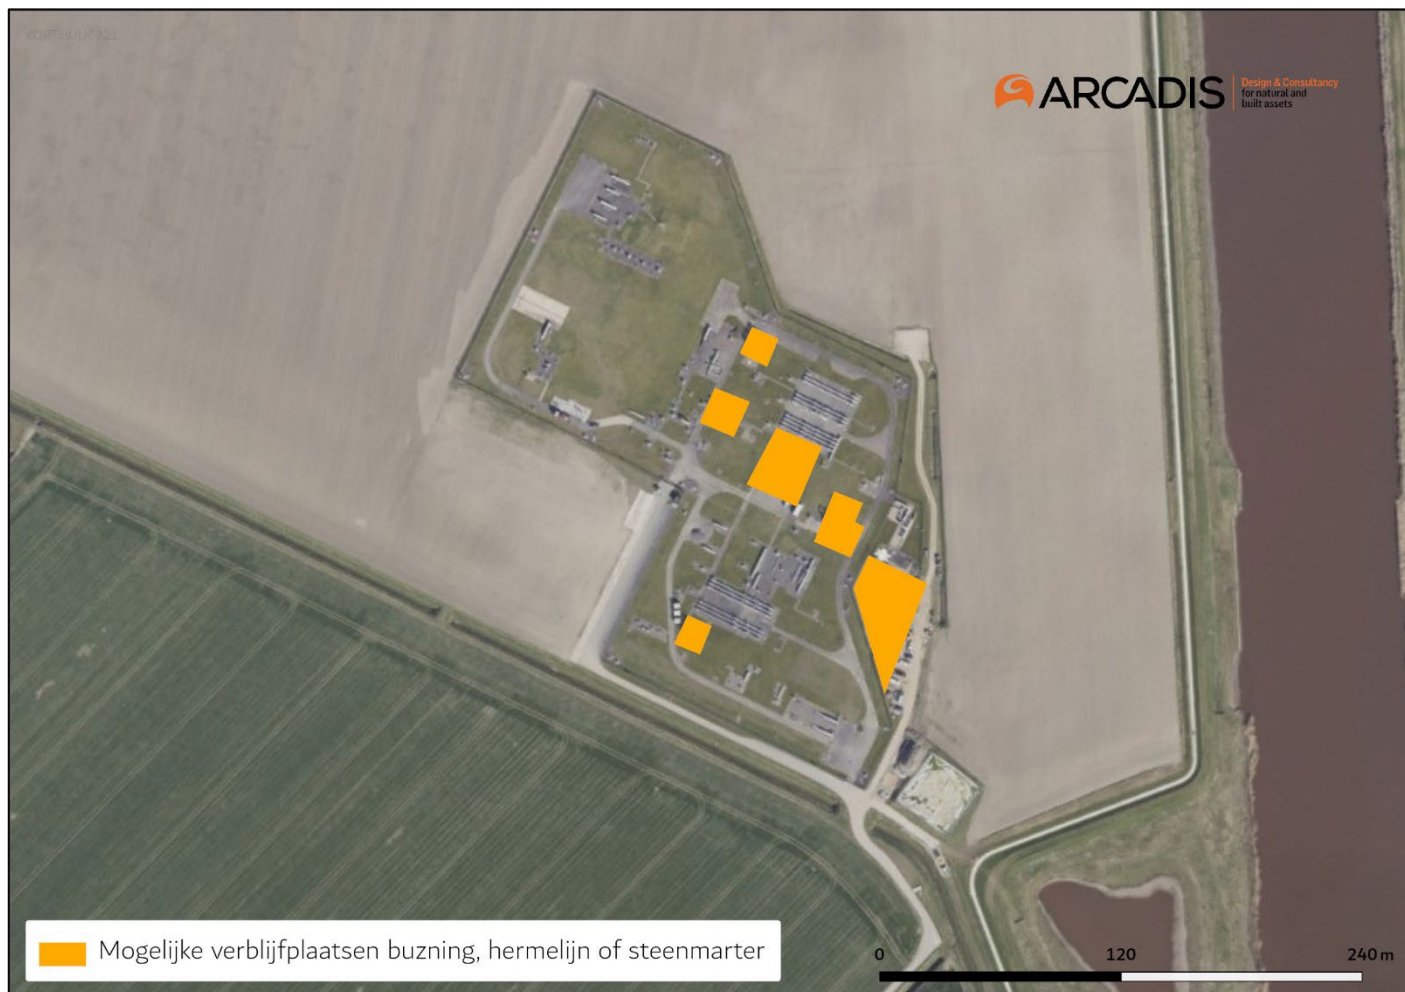 ARCADIS
Design & Consultancy
for natural and
built assets
Mogelijke verblijfplaatsen buzning, hermelijn of steenmarter
0 120 240 m